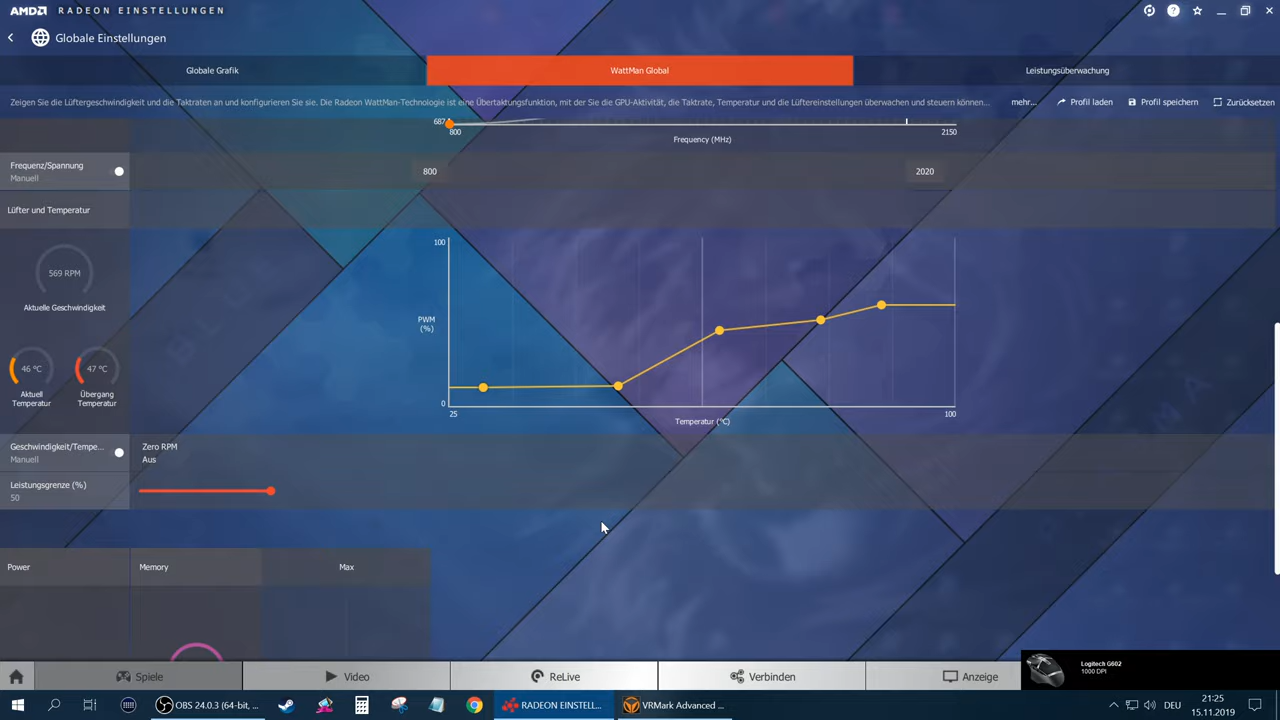 AMD RADEON EINSTELLUNGEN
Globale Einstellungen
Globale Grafik
WattMan Global
Leistungsüberwachung
Zeigen Sie die Lüftergeschwindigkeit und die Taktraten an und konfigurieren Sie sie. Die Radeon WattMan-Technologie ist eine Übertaktungsfunktion, mit der Sie die GPU-Aktivität, die Taktrate, Temperatur und die Lüftereinstellungen überwachen und steuern können...
mehr...
Profil laden
Profil speichern
Zurücksetzen
687
800
2150
Frequency (MHz)
Frequenz/Spannung
Manuell
800
2020
Lüfter und Temperatur
100
PWM
(%)
0
25
100
Temperatur (°C)
569 RPM
Aktuelle Geschwindigkeit
46 °C
47 °C
Aktuell
Temperatur
Übergang
Temperatur
Geschwindigkeit/Tempe...
Manuell
Zero RPM
Aus
Leistungsgrenze (%)
50
Power
Memory
Max
Spiele
Video
ReLive
Verbinden
Anzeige
Logitech G602
1000 DPI
OBS 24.0.3 (64-bit, ...
RADEON EINSTELL...
VRMark Advanced ...
DEU
21:25
15.11.2019